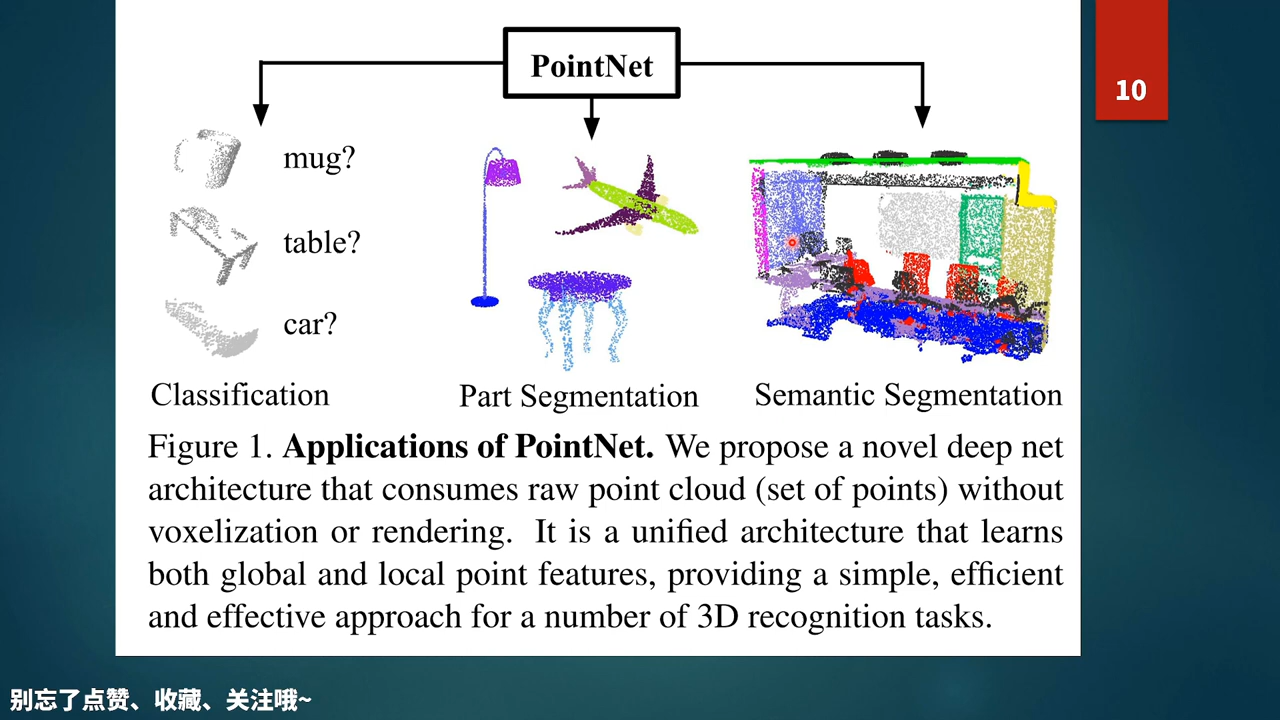 PointNet
10
mug?
table?
car?
Classification
Part Segmentation
Semantic Segmentation
Figure 1. Applications of PointNet. We propose a novel deep net
architecture that consumes raw point cloud (set of points) without
voxelization or rendering. It is a unified architecture that learns
both global and local point features, providing a simple, efficient
and effective approach for a number of 3D recognition tasks.
别忘了点赞、收藏、关注哦~